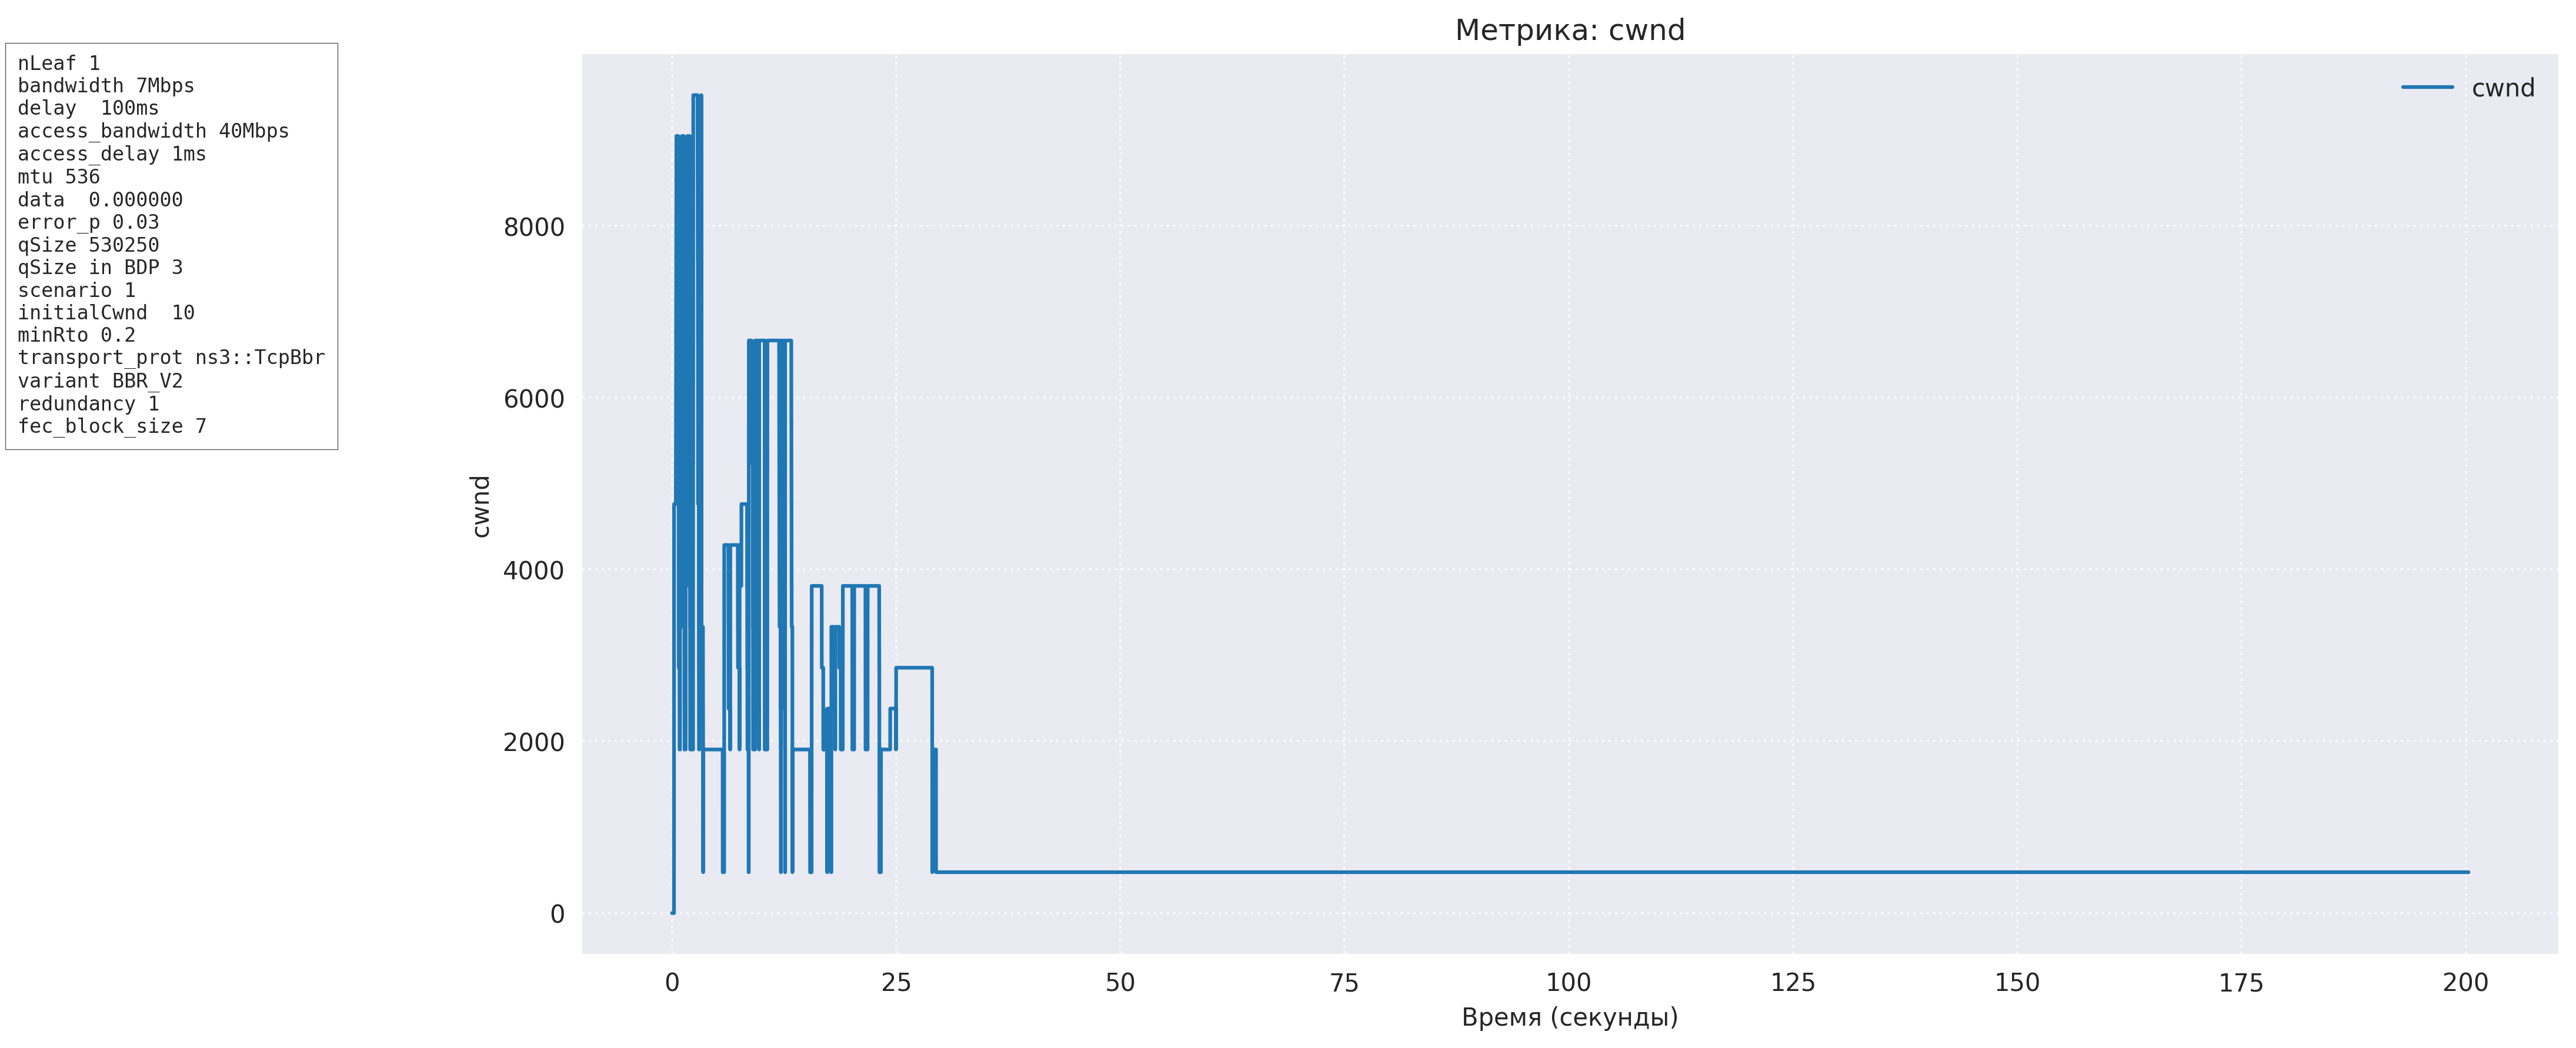 Метрика: cwnd
nLeaf 1
bandwidth 7Mbps
delay  100ms
access_bandwidth 40Mbps
access_delay 1ms
mtu 536
data  0.000000
error_p 0.03
qSize 530250
qSize in BDP 3
scenario 1
initialCwnd  10
minRto 0.2
transport_prot ns3::TcpBbr
variant BBR_V2
redundancy 1
fec_block_size 7
cwnd
cwnd
8000
6000
4000
2000
0
0 25 50 75 100 125 150 175 200
Время (секунды)